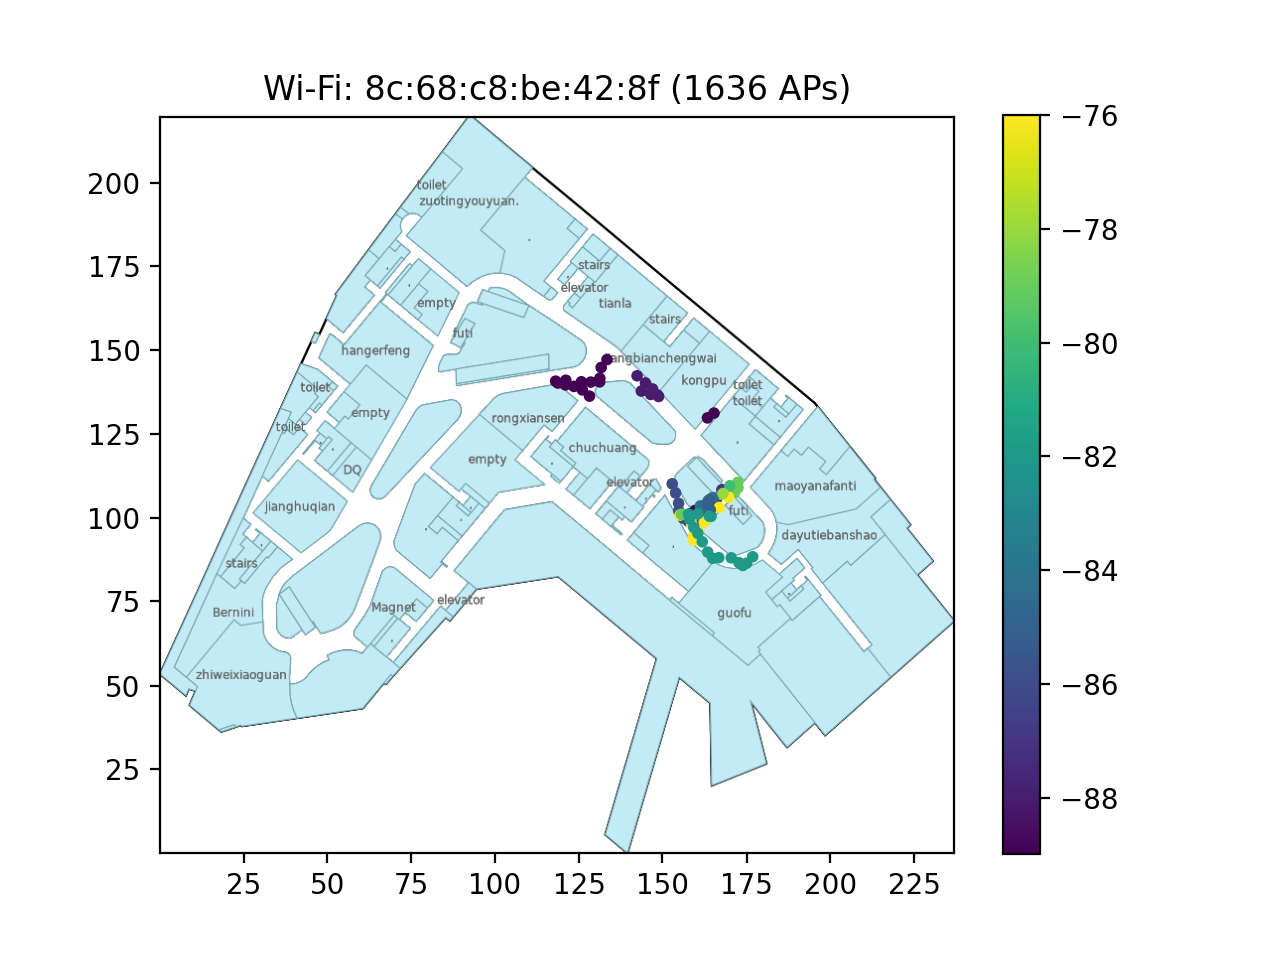 Wi-Fi: 8c:68:c8:be:42:8f (1636 APs)
−76
−78
−80
−82
−84
−86
−88
200
175
150
125
100
75
50
25
25 50 75 100 125 150 175 200 225
toilet
zuotingyouyuan.
stairs
elevator
tianla
empty
stairs
futi
hangerfeng
angbianchengwai
kongpu
toilet
toilet
toilet
empty
rongxiansen
toilet
chuchuang
empty
DQ
elevator
maoyanafanti
jianghuqian
futi
dayutiebanshao
stairs
elevator
Bernini
Magnet
guofu
zhiweixiaoguan